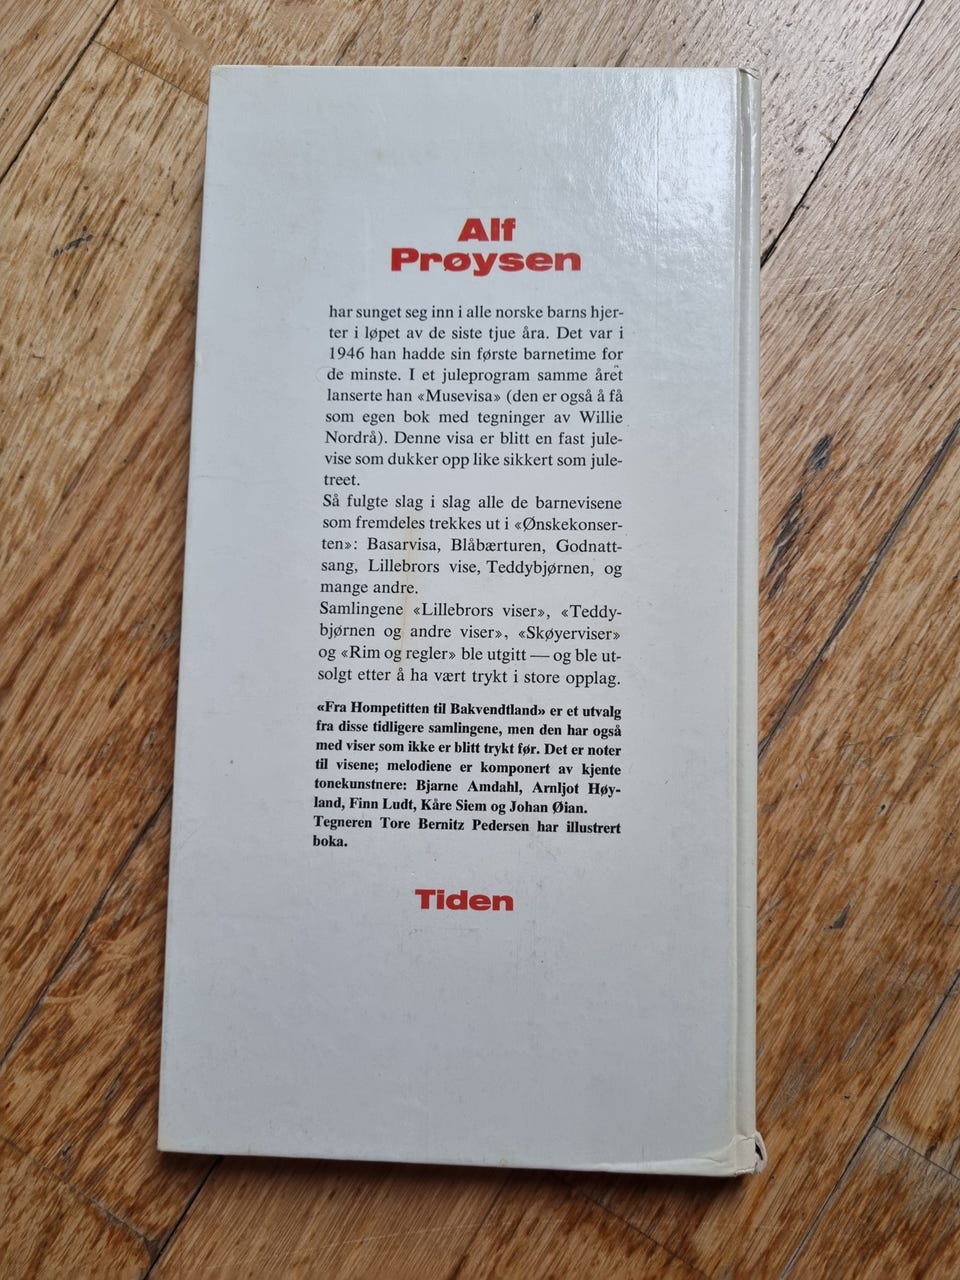 Alf
Prøysen
har sunget seg inn i alle norske barns hjer-
ter i løpet av de siste tjue åra. Det var i
1946 han hadde sin første barnetime for
de minste. I et juleprogram samme året
lanserte han «Musevisa» (den er også å få
som egen bok med tegninger av Willie
Nordrå). Denne visa er blitt en fast jule-
vise som dukker opp like sikkert som jule-
treet.
Så fulgte slag i slag alle de barnevisene
som fremdeles trekkes ut i «Ønskekonser-
ten»: Basarvisa, Blåbærturen, Godnatt-
sang, Lillebrors vise, Teddybjørnen, og
mange andre.
Samlingene «Lillebrors viser», «Teddy-
bjørnen og andre viser», «Skøyerviser»
og «Rim og regler» ble utgitt — og ble ut-
solgt etter å ha vært trykt i store opplag.
«Fra Hompetitten til Bakvendtland» er et utvalg
fra disse tidligere samlingene, men den har også
med viser som ikke er blitt trykt før. Det er noter
til visene; melodiene er komponert av kjente
tonekunstnere: Bjarne Amdahl, Arnljot Høy-
land, Finn Ludt, Kåre Siem og Johan Øian.
Tegneren Tore Bernitz Pedersen har illustrert
boka.
Tiden